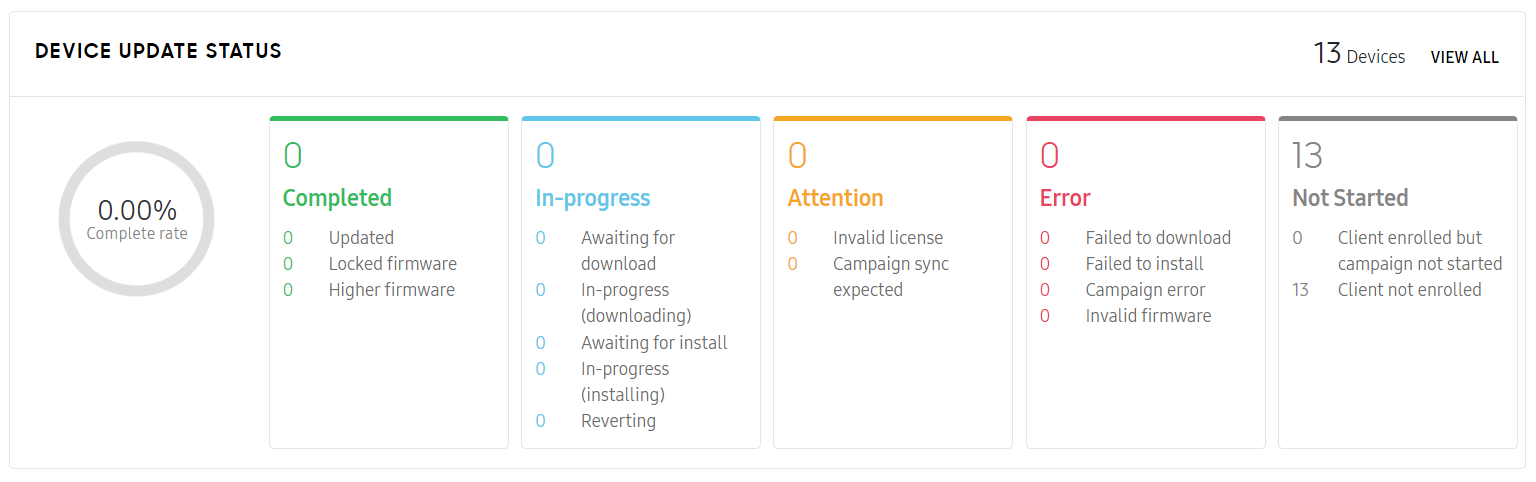 DEVICE UPDATE STATUS
13 Devices VIEW ALL
0.00%
Complete rate
0
Completed
0 Updated
0 Locked firmware
0 Higher firmware
0
In-progress
0 Awaiting for
download
0 In-progress
(downloading)
0 Awaiting for install
0 In-progress
(installing)
0 Reverting
0
Attention
0 Invalid license
0 Campaign sync
expected
0
Error
0 Failed to download
0 Failed to install
0 Campaign error
0 Invalid firmware
13
Not Started
0 Client enrolled but
campaign not started
13 Client not enrolled